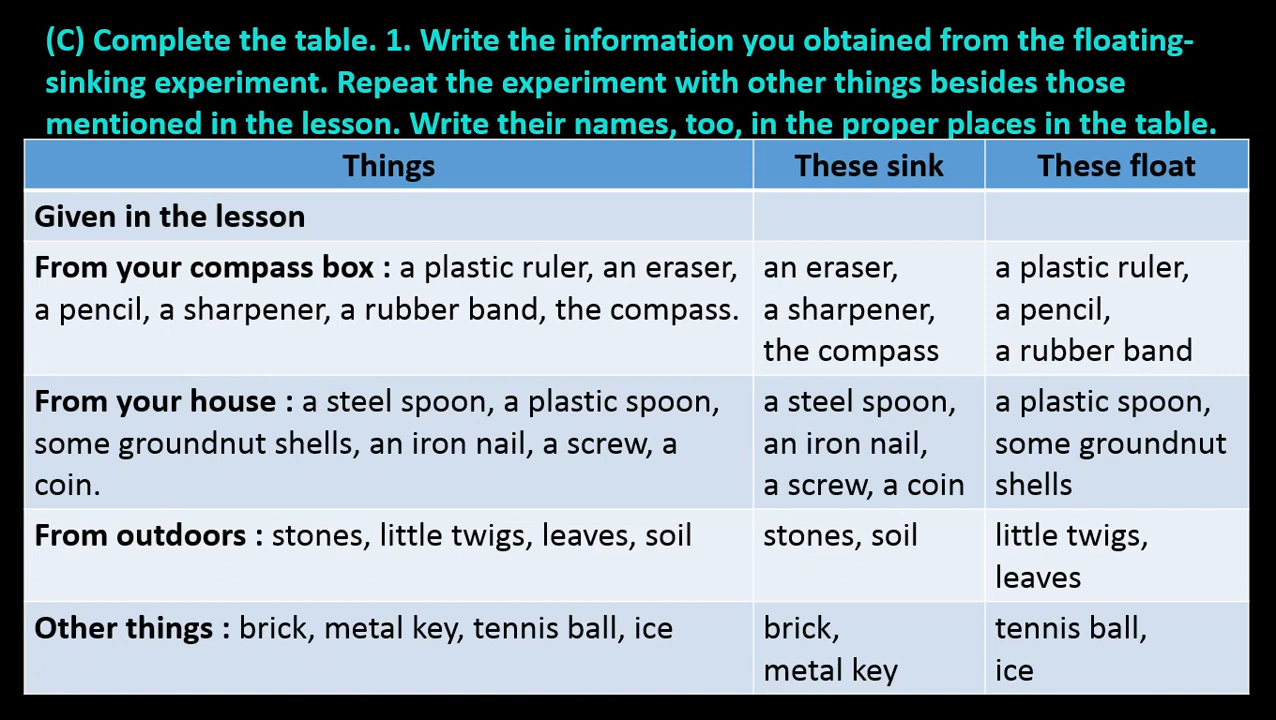 (C) Complete the table. 1. Write the information you obtained from the floating-
sinking experiment. Repeat the experiment with other things besides those
mentioned in the lesson. Write their names, too, in the proper places in the table.
Things These sink These float
Given in the lesson
From your compass box : a plastic ruler, an eraser,
a pencil, a sharpener, a rubber band, the compass.
an eraser,
a sharpener,
the compass
a plastic ruler,
a pencil,
a rubber band
From your house : a steel spoon, a plastic spoon,
some groundnut shells, an iron nail, a screw, a
coin.
a steel spoon,
an iron nail,
a screw, a coin
a plastic spoon,
some groundnut
shells
From outdoors : stones, little twigs, leaves, soil
stones, soil
little twigs,
leaves
Other things : brick, metal key, tennis ball, ice
brick,
metal key
tennis ball,
ice